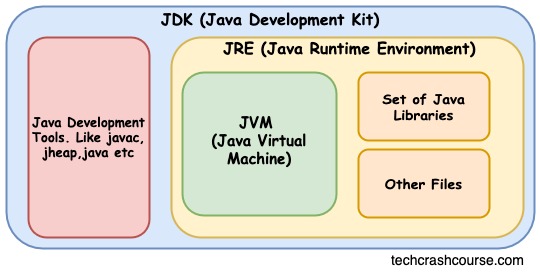 JDK (Java Development Kit)
JRE (Java Runtime Environment)
Java Development
Tools. Like javac,
jheap,java etc
JVM
(Java Virtual
Machine)
Set of Java
Libraries
Other Files
techcrashcourse.com